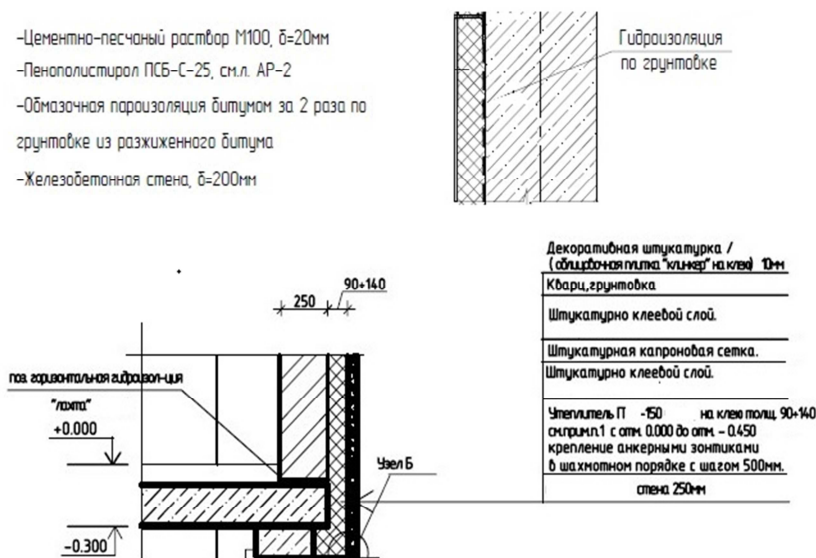 -Цементно-песчаный раствор М100, δ=20мм
-Пенополистирол ПСБ-С-25, см.л. АР-2
-Обмазочная пароизоляция битумом за 2 раза по
грунтовке из разжиженного битума
-Железобетонная стена, δ=200мм
Гидроизоляция
по грунтовке
Декоративная штукатурка /
( облицовочная плитка "клинкер" на клею) 10мм
Кварц,грунтовка
Штукатурно клеевой слой.
Штукатурная капроновая сетка.
Штукатурно клеевой слой.
Утеплитель ПТ -150 на клею толщ. 90+140
см.прим.п.1 с отм. 0.000 до отм. - 0.450
крепление анкерными зонтиками
в шахмотном порядке с шагом 500мм.
стена 250мм
90+140
250
поз. горизонтальная гидроизол-ция
"лахта"
+0.000
Узел Б
-0.300